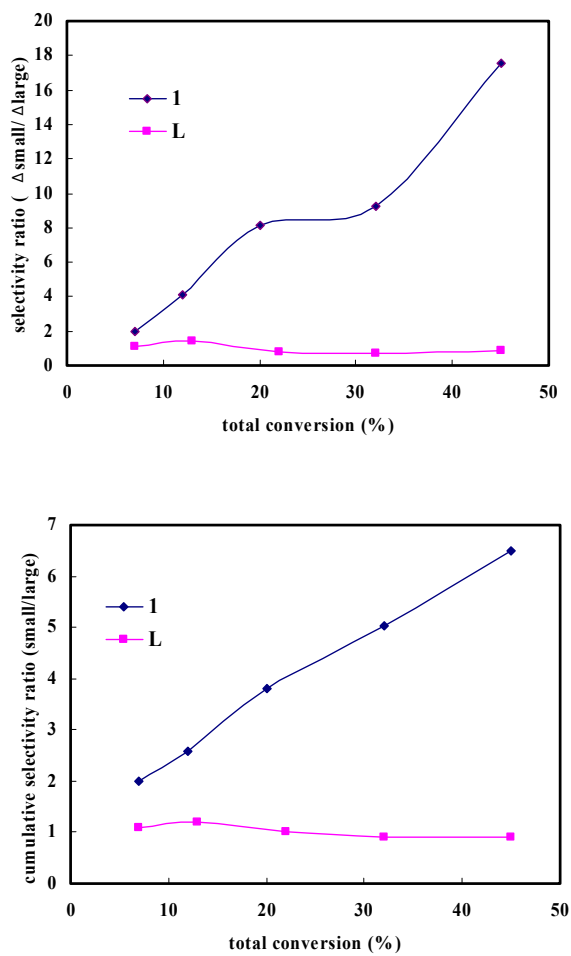 20
18
16
14
12
10
8
6
4
2
0
selectivity ratio ( Δsmall/Δlarge)
1
L
0 10 20 30 40 50
total conversion (%)
7
6
5
4
3
2
1
0
cumulative selectivity ratio (small/large)
1
L
0 10 20 30 40 50
total conversion (%)